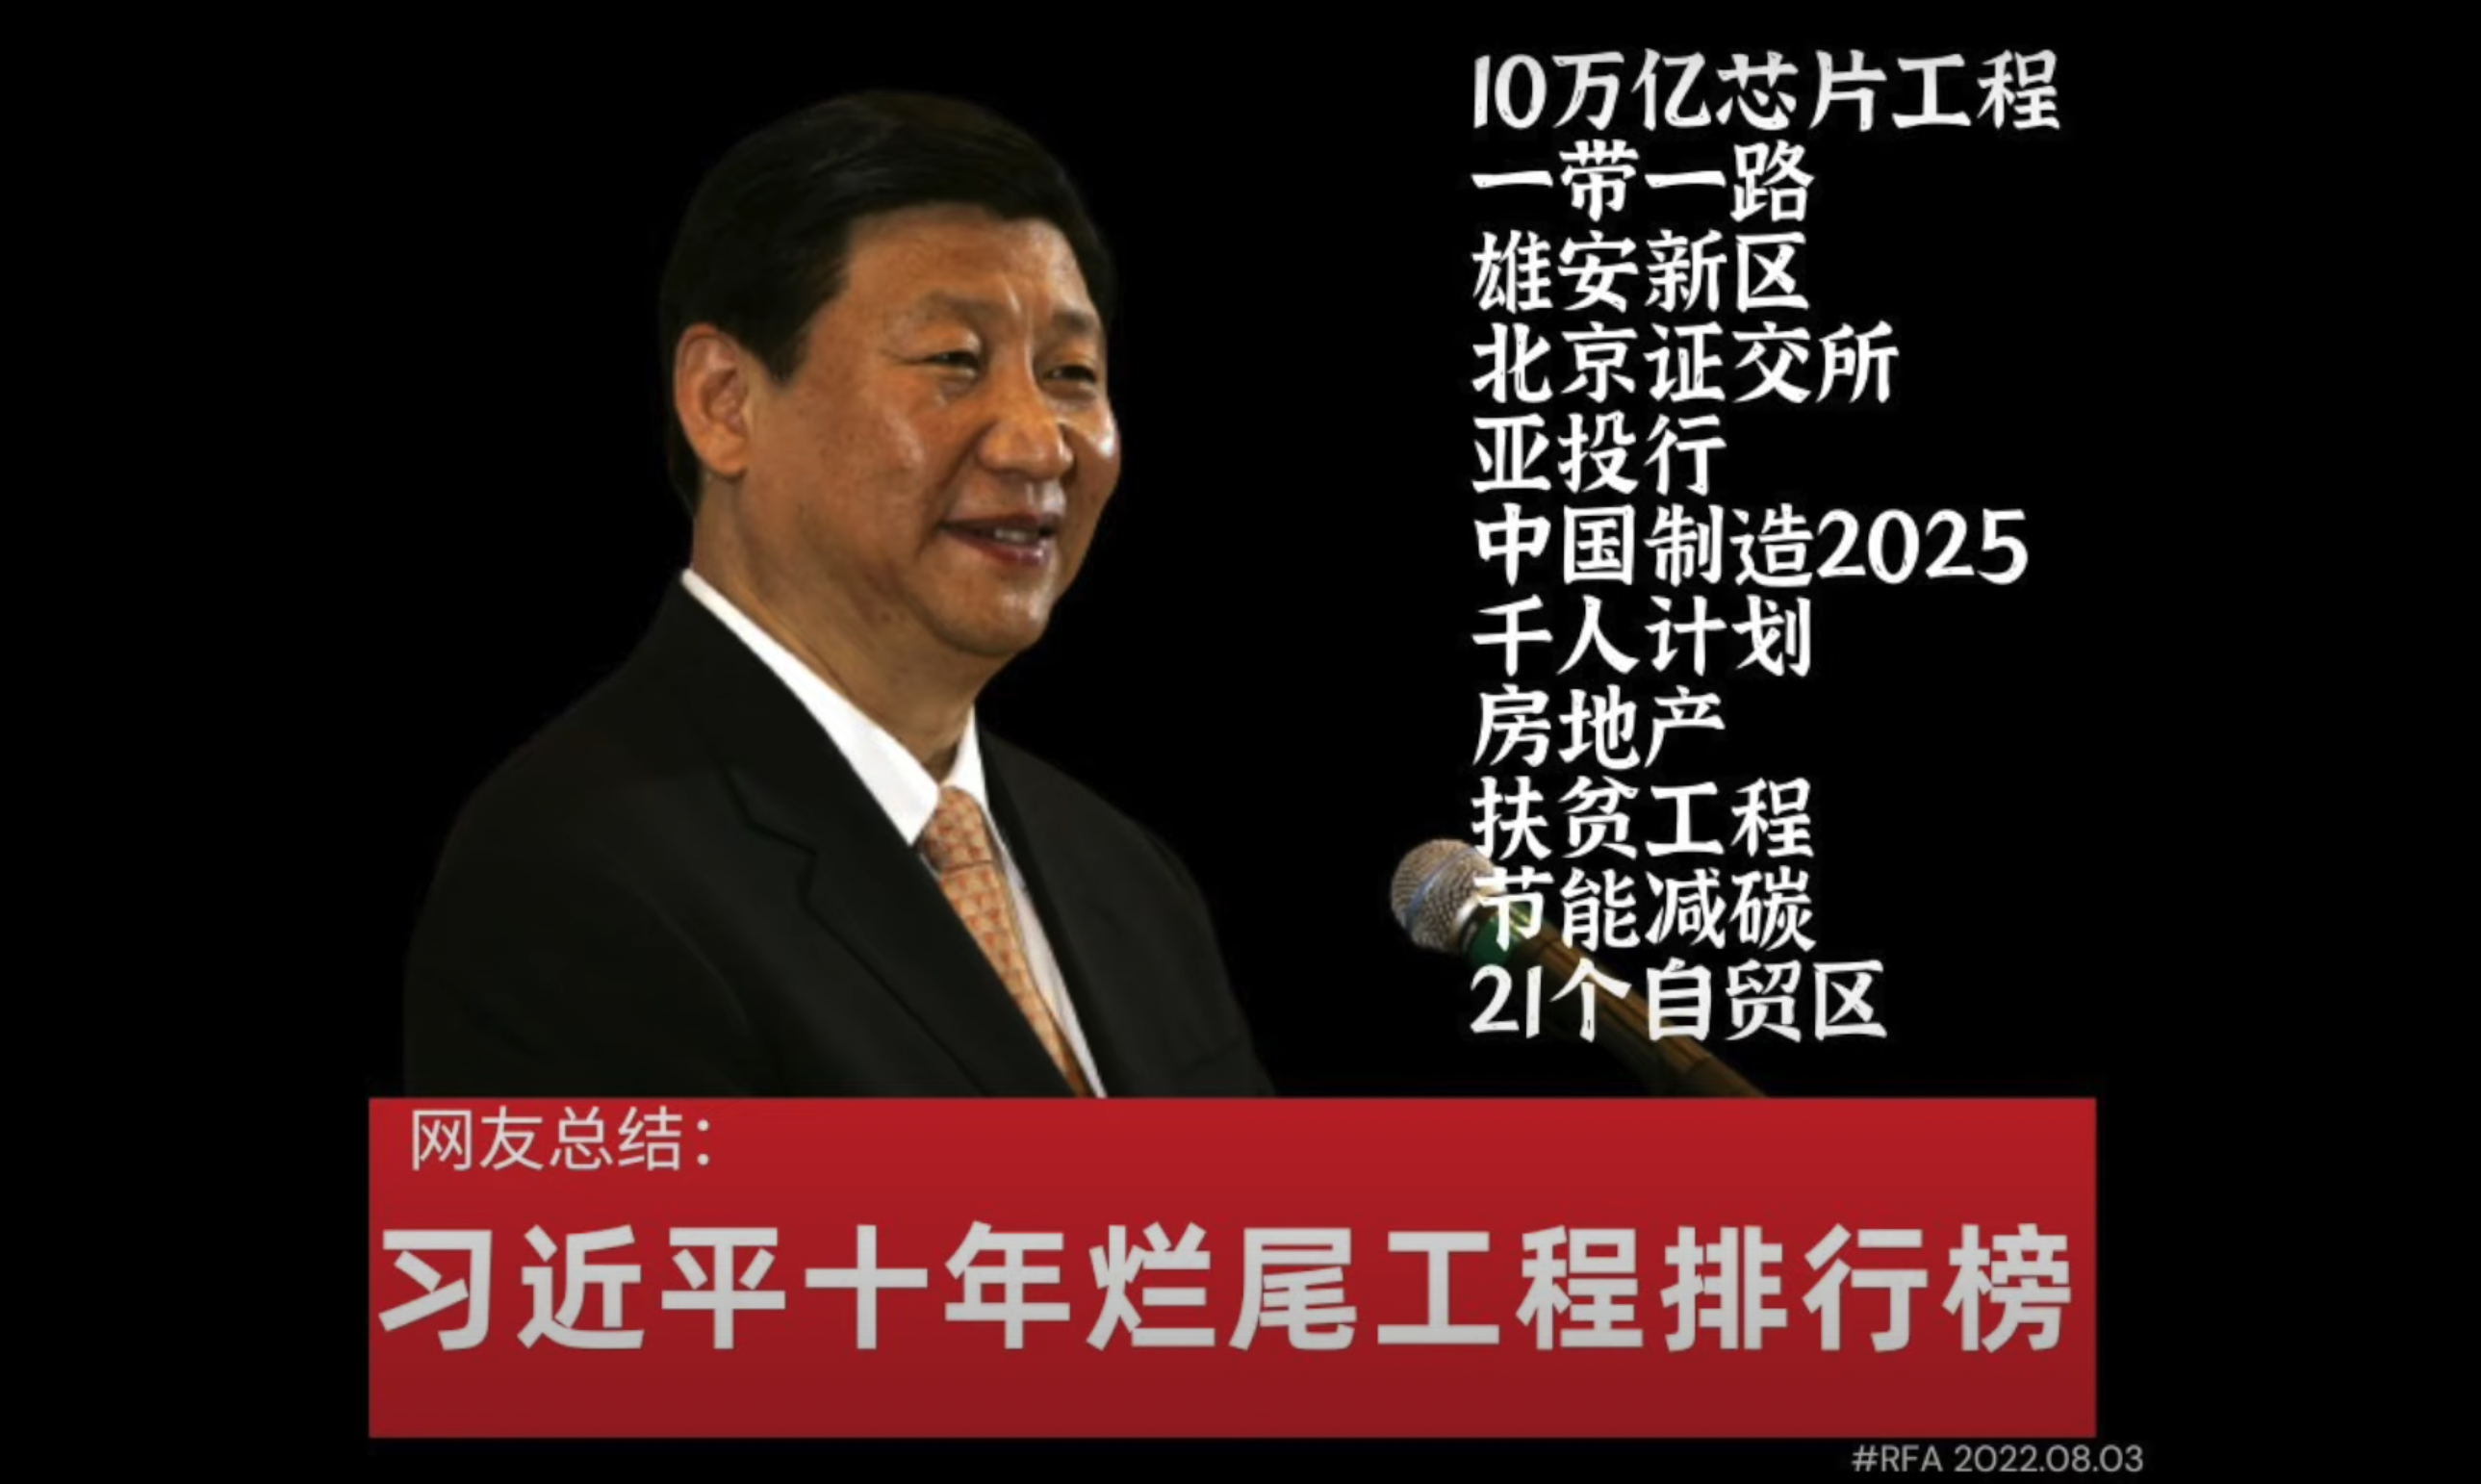 10万亿芯片工程
一带一路
雄安新区
北京证交所
亚投行
中国制造2025
千人计划
房地产
扶贫工程
节能减碳
21个自贸区
网友总结：
习近平十年烂尾工程排行榜
#RFA 2022.08.03